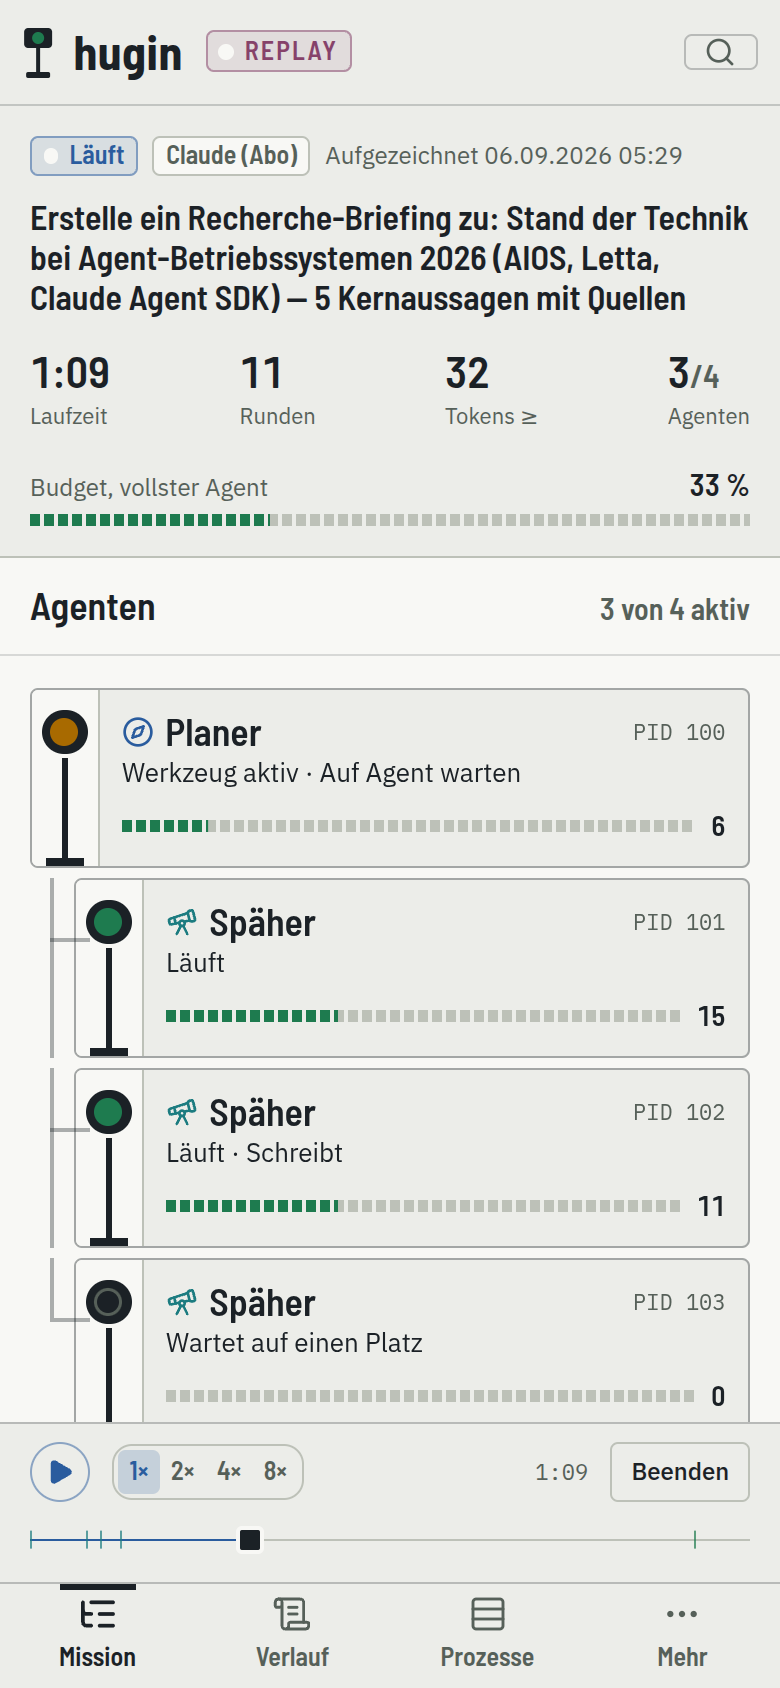 hugin
REPLAY
Läuft
Claude (Abo)
Aufgezeichnet 06.09.2026 05:29
Erstelle ein Recherche-Briefing zu: Stand der Technik
bei Agent-Betriebssystemen 2026 (AIOS, Letta,
Claude Agent SDK) — 5 Kernaussagen mit Quellen
1:09 11 32 3/4
Laufzeit Runden Tokens ≥ Agenten
Budget, vollster Agent 33 %
Agenten 3 von 4 aktiv
Planer PID 100
Werkzeug aktiv · Auf Agent warten
6
Späher PID 101
Läuft
15
Späher PID 102
Läuft · Schreibt
11
Späher PID 103
Wartet auf einen Platz
0
1× 2× 4× 8× 1:09 Beenden
Mission Verlauf Prozesse Mehr